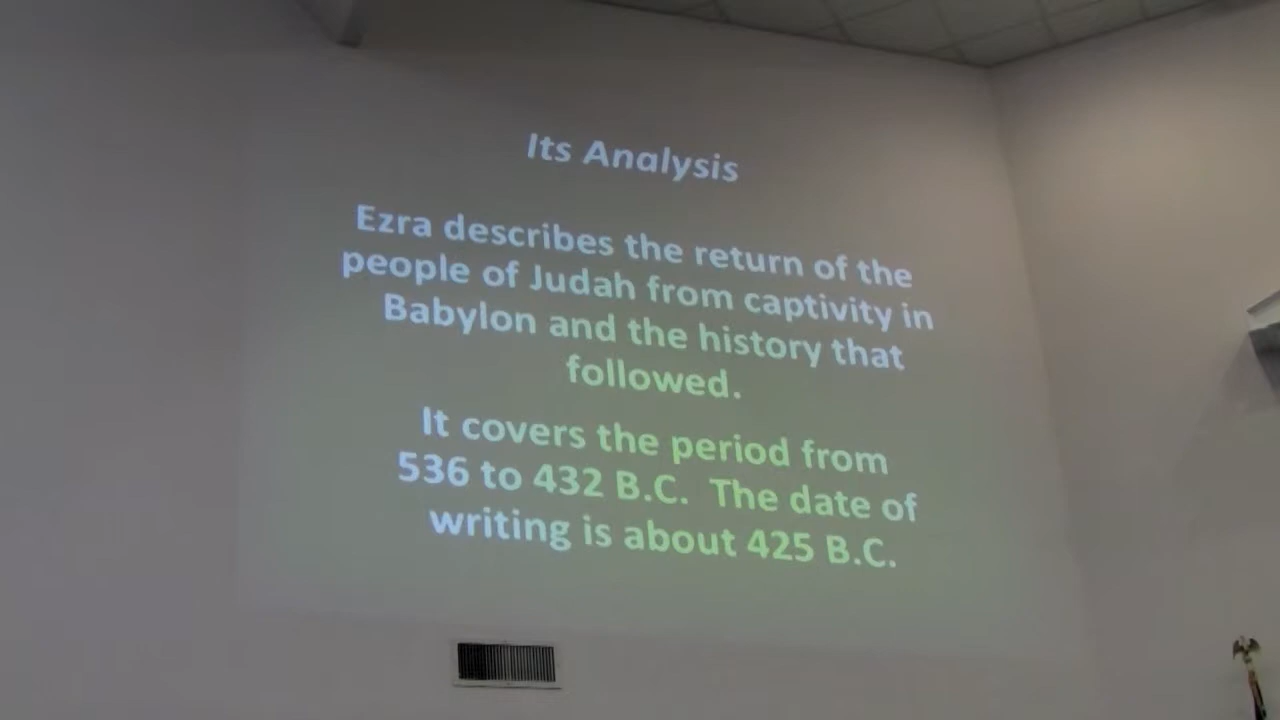 Its Analysis
Ezra describes the return of the
people of Judah from captivity in
Babylon and the history that
followed.
It covers the period from
536 to 432 B.C. The date of
writing is about 425 B.C.